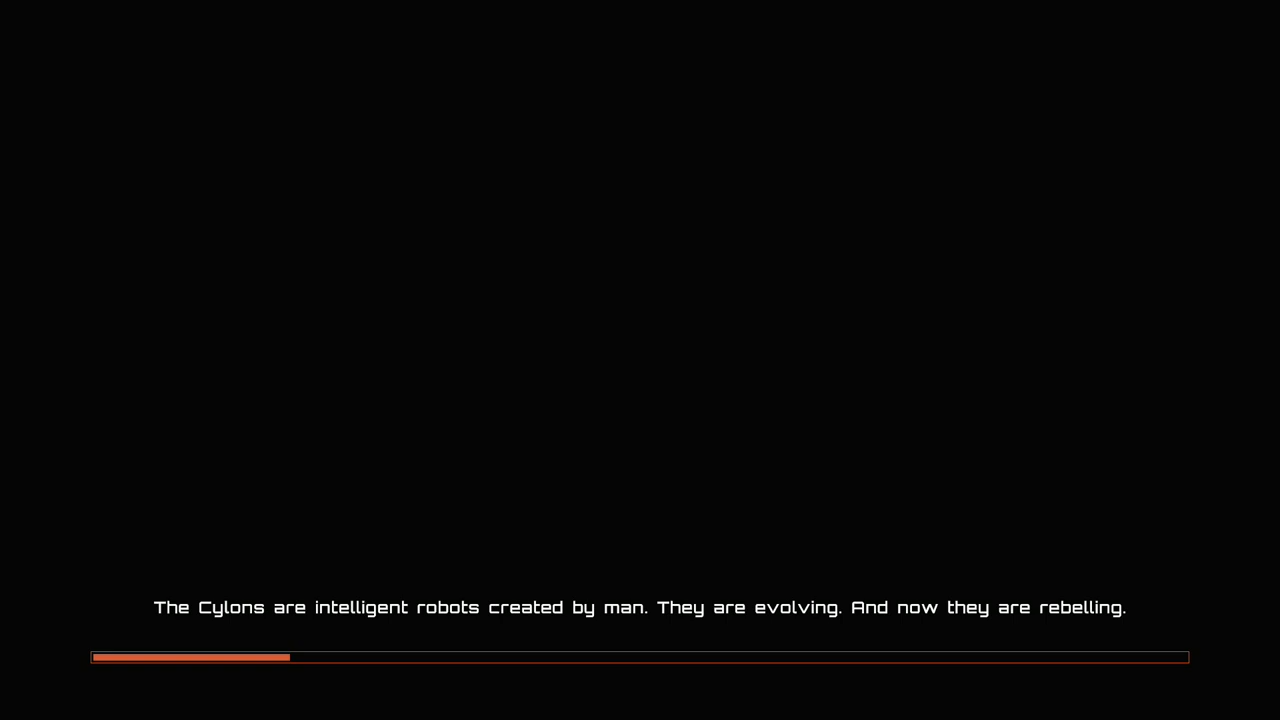 The Cylons are intelligent robots created by man. They are evolving. And now they are rebelling.